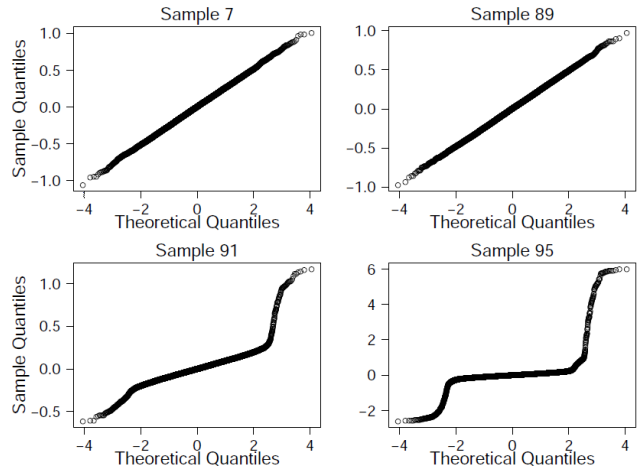 Sample 7
Sample Quantiles
1.0
0.5
0.0
−0.5
−1.0
−4 −2 0 2 4
Theoretical Quantiles
Sample 89
1.0
0.5
0.0
−0.5
−1.0
−4 −2 0 2 4
Theoretical Quantiles
Sample 91
Sample Quantiles
1.0
0.5
0.0
−0.5
−4 −2 0 2 4
Theoretical Quantiles
Sample 95
6
4
2
0
−2
−4 −2 0 2 4
Theoretical Quantiles